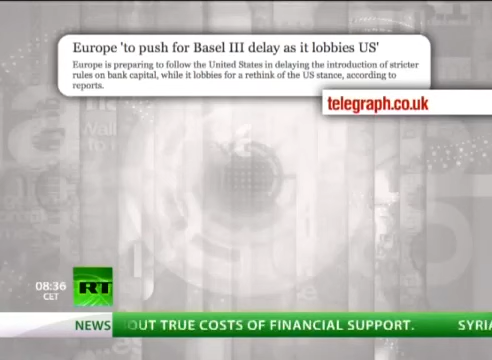 Europe 'to push for Basel III delay as it lobbies US'
Europe is preparing to follow the United States in delaying the introduction of stricter
rules on bank capital, while it lobbies for a rethink of the US stance, according to
reports.
telegraph.co.uk
08:36
CET
RT
NEWS
OUT TRUE COSTS OF FINANCIAL SUPPORT.
SYRIA